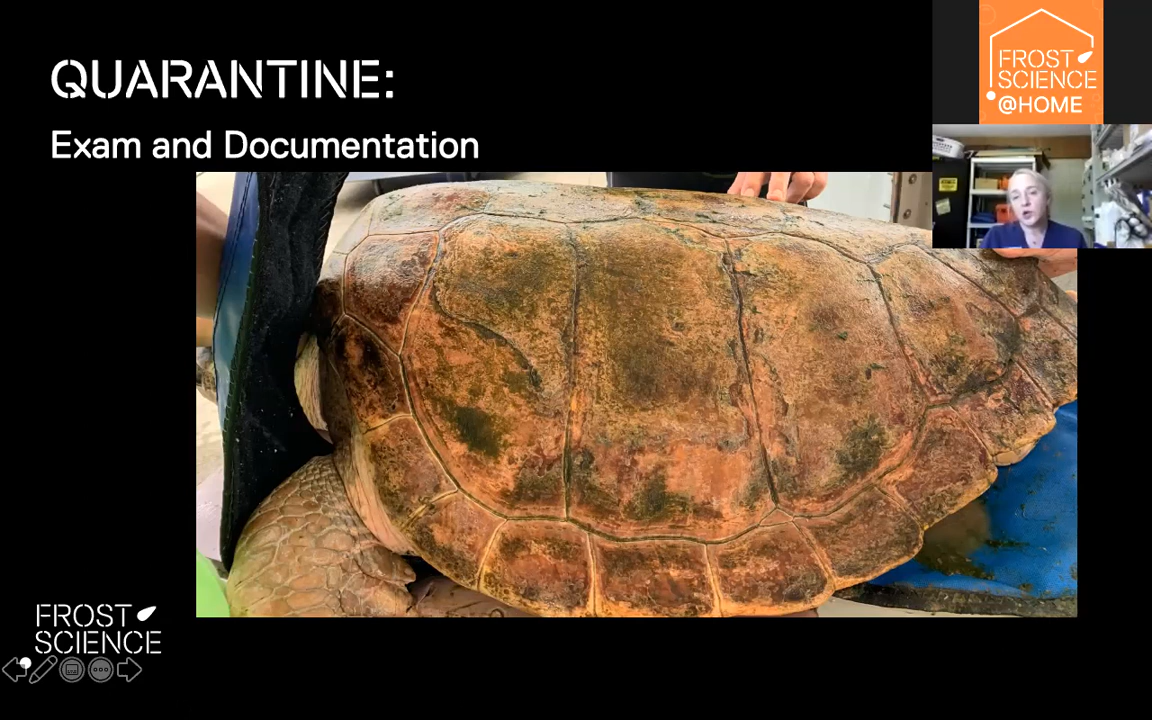 QUARANTINE:
Exam and Documentation
FROST
SCIENCE
@HOME
FROST
SCIENCE